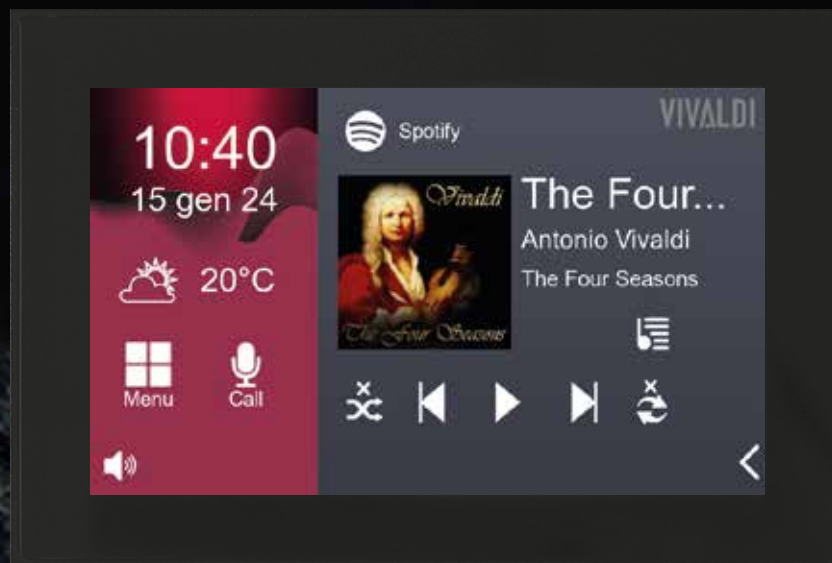 10:40
15 gen 24
20°C
Menu
Call
Spotify
VIVALDI
Vivaldi
The Four Seasons
The Four...
Antonio Vivaldi
The Four Seasons